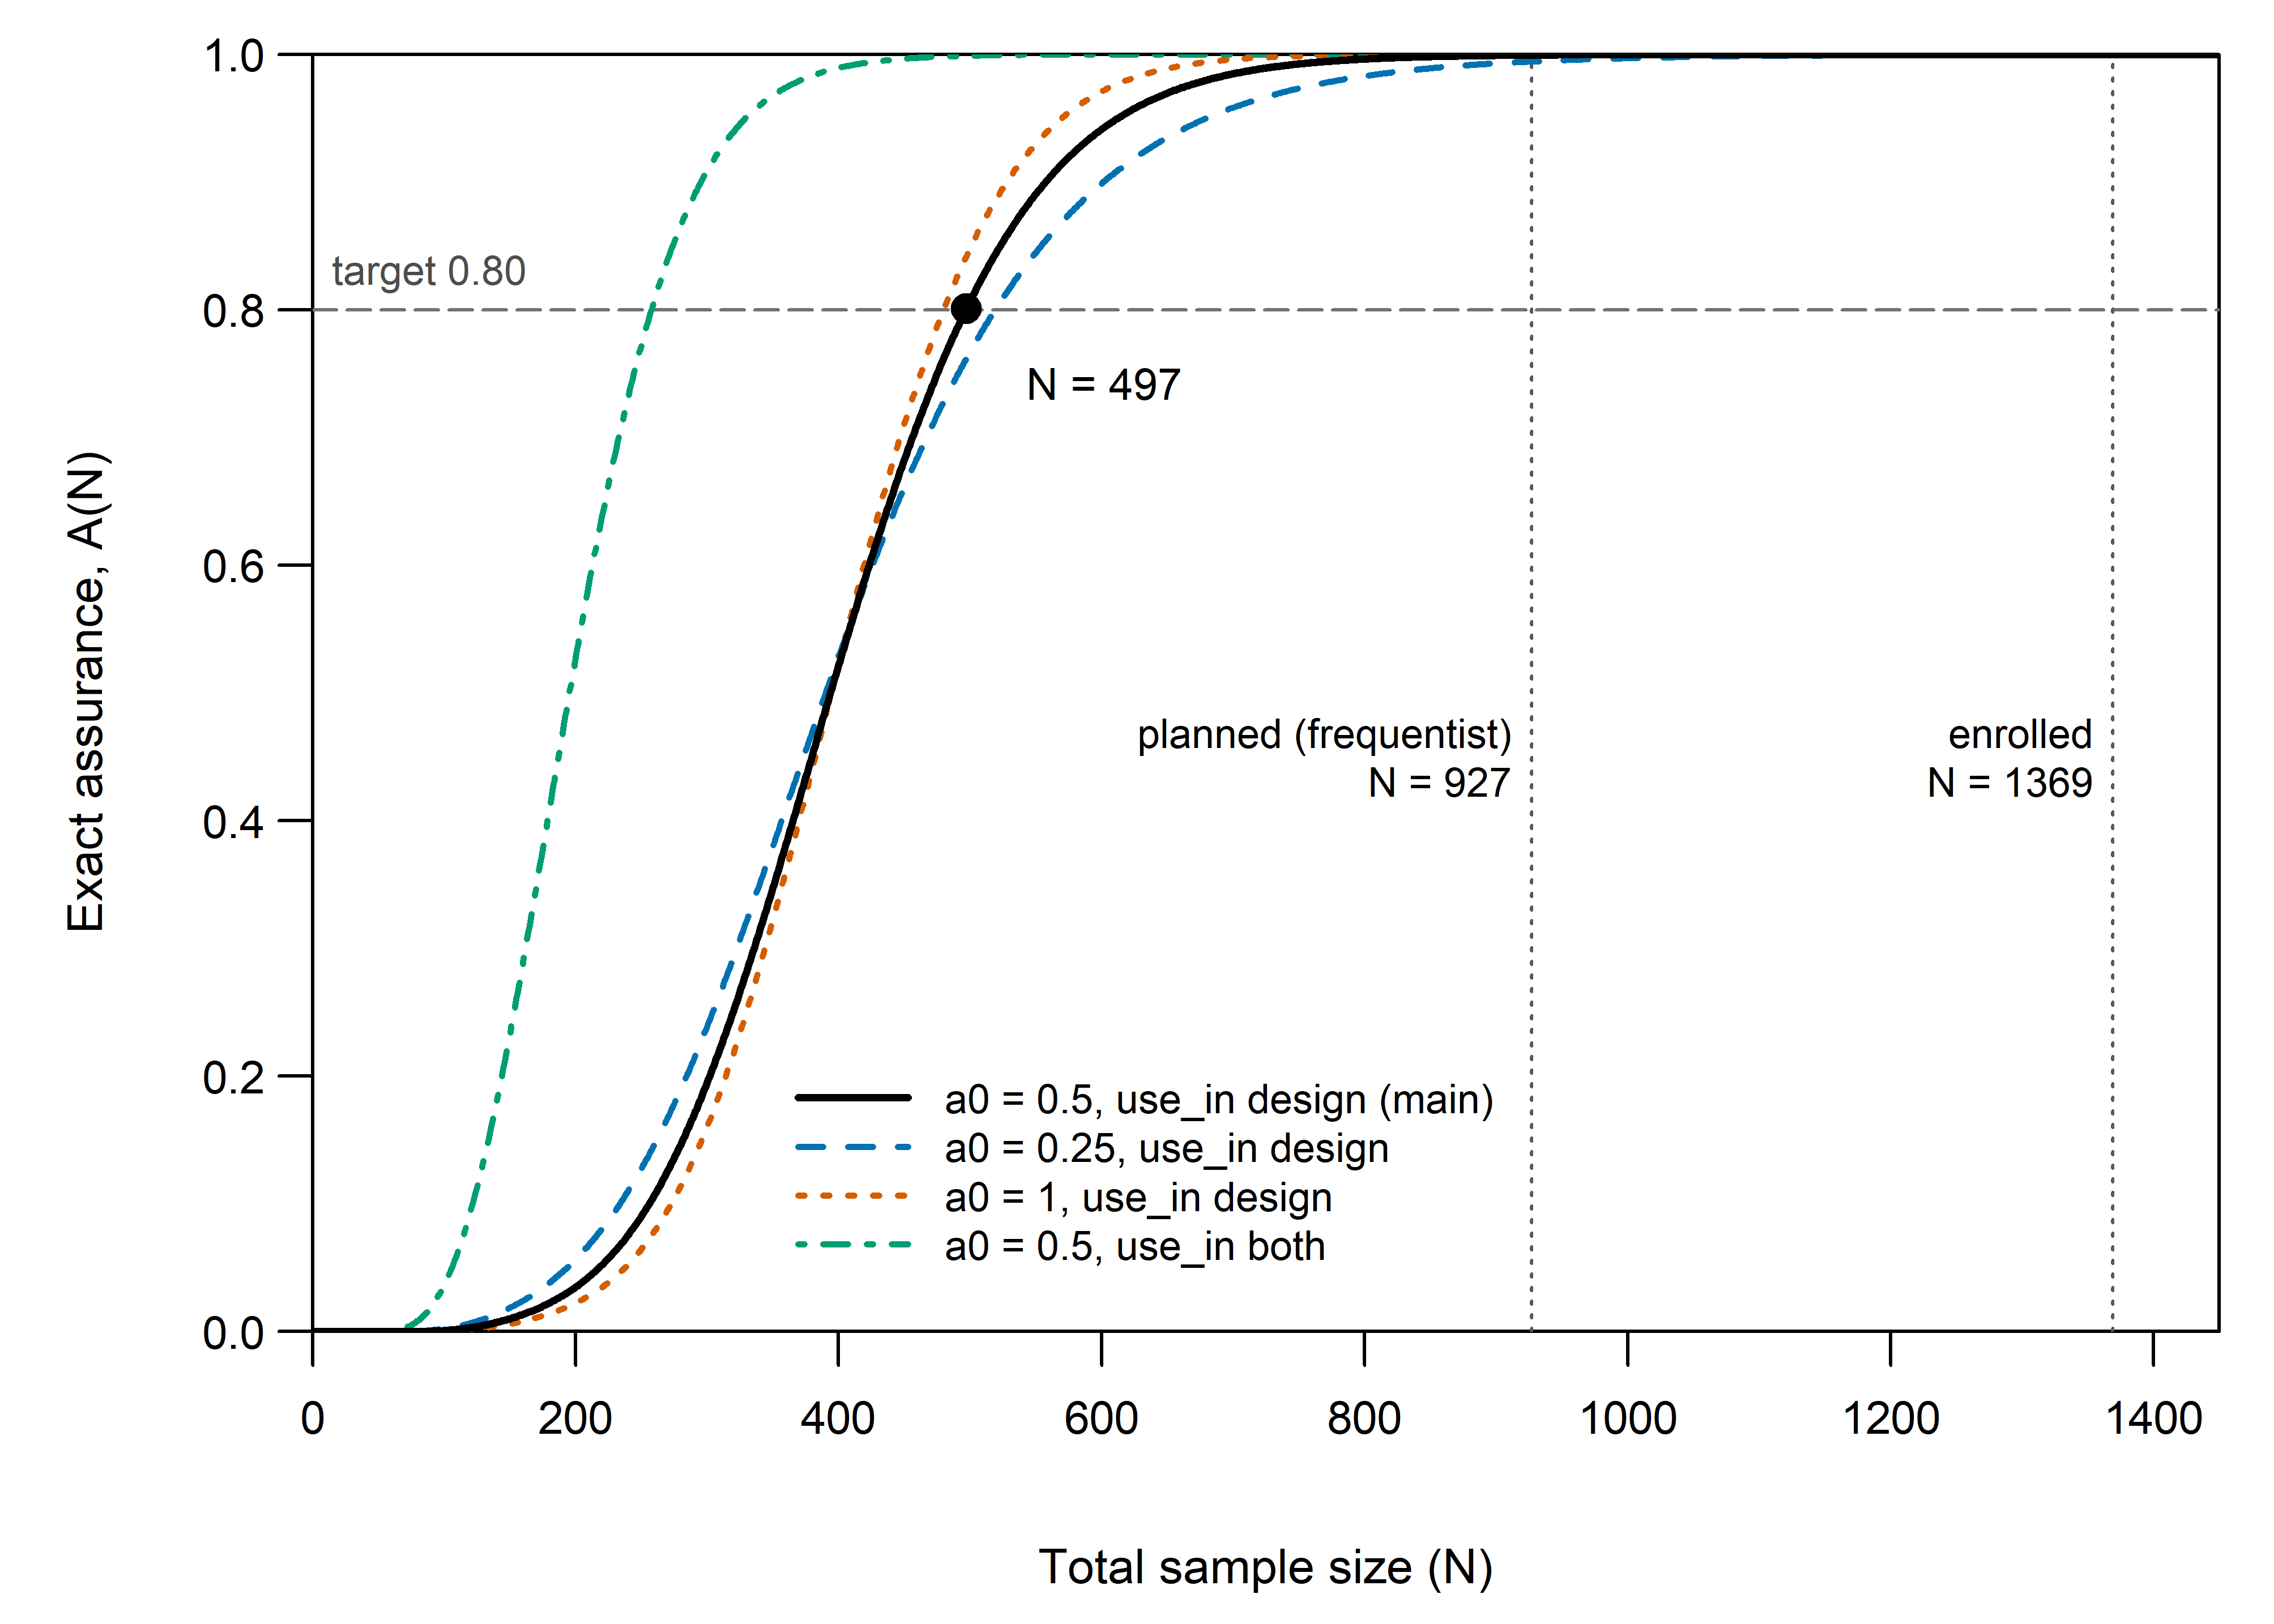 Exact assurance, A(N)
1.0
0.8
0.6
0.4
0.2
0.0
target 0.80
N = 497
planned (frequentist)
N = 927
enrolled
N = 1369
a0 = 0.5, use_in design (main)
a0 = 0.25, use_in design
a0 = 1, use_in design
a0 = 0.5, use_in both
0
200
400
600
800
1000
1200
1400
Total sample size (N)